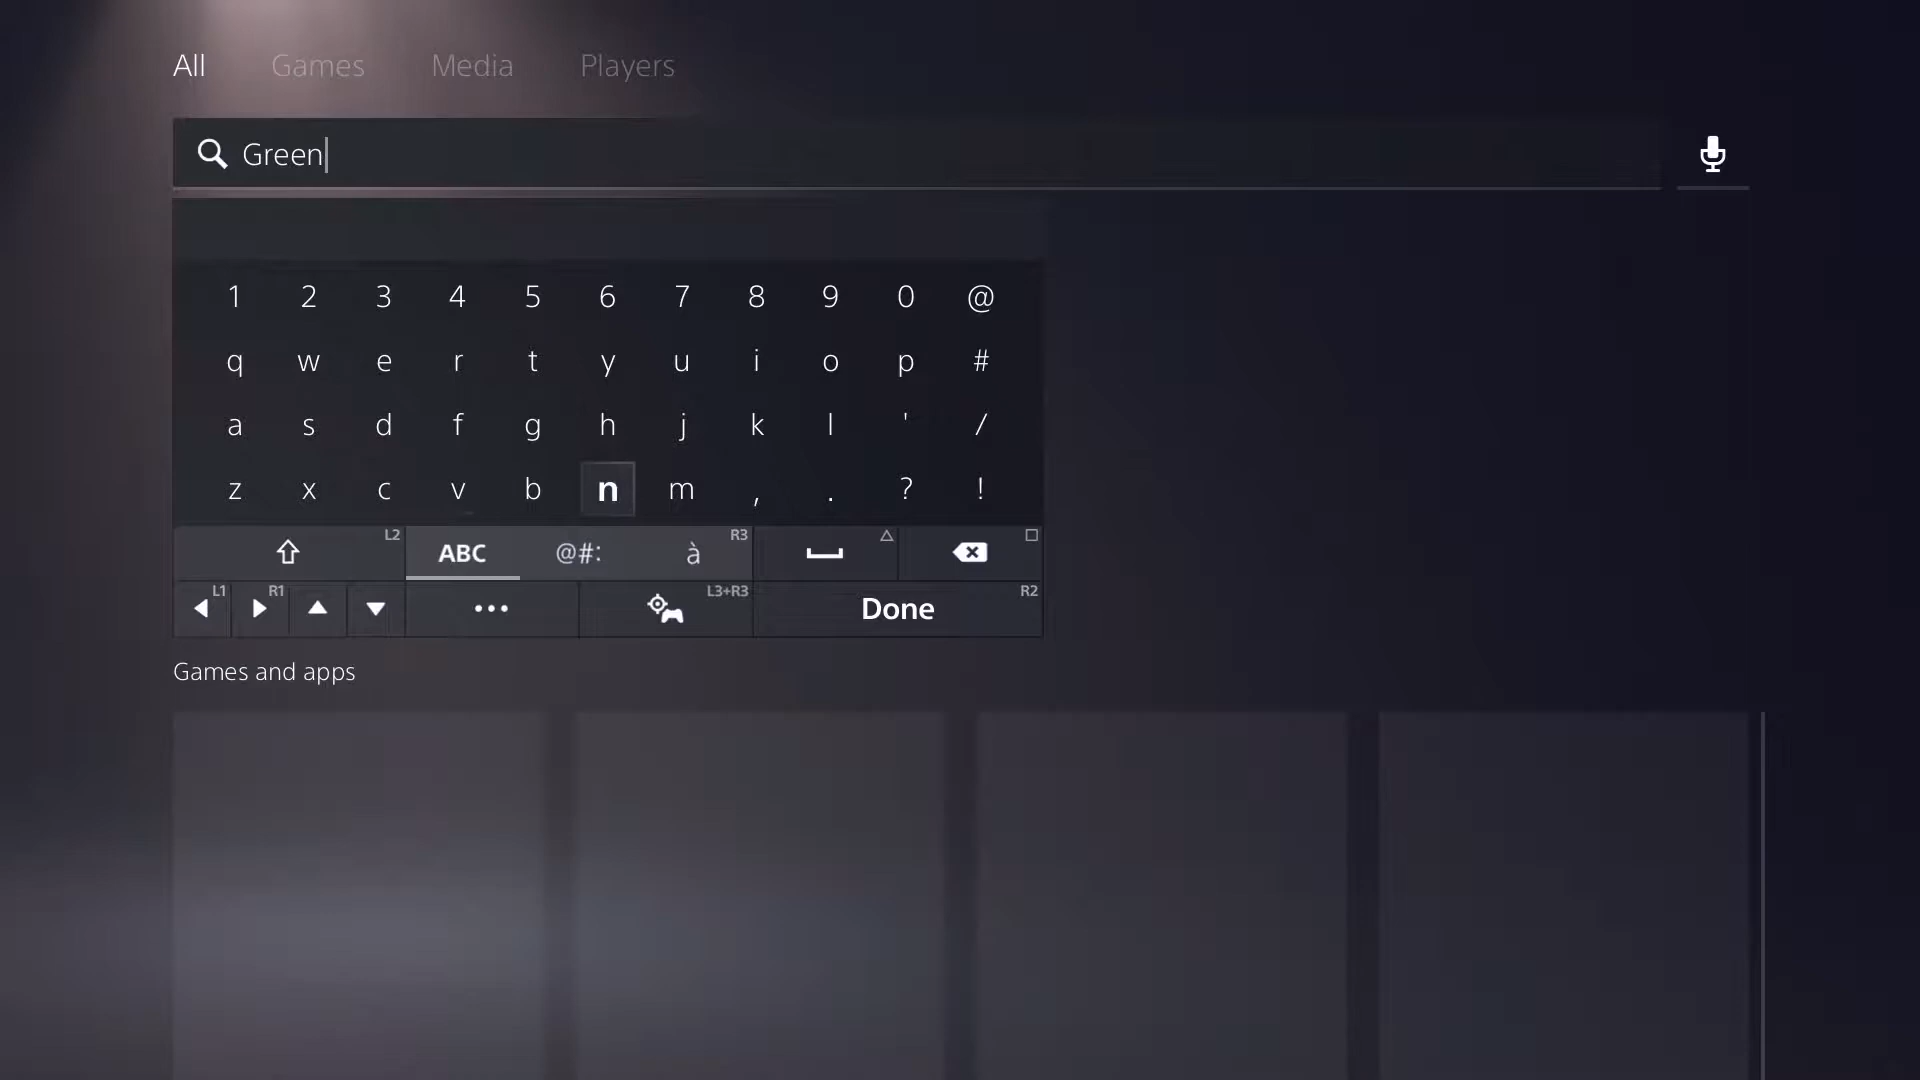 All Games Media Players
Green
1 2 3 4 5 6 7 8 9 0 @
q w e r t y u i o p #
a s d f g h j k l ' /
z x c v b n m , . ? !
L2 ABC @#: à R3
L1 R1 ••• L3+R3 Done R2
Games and apps